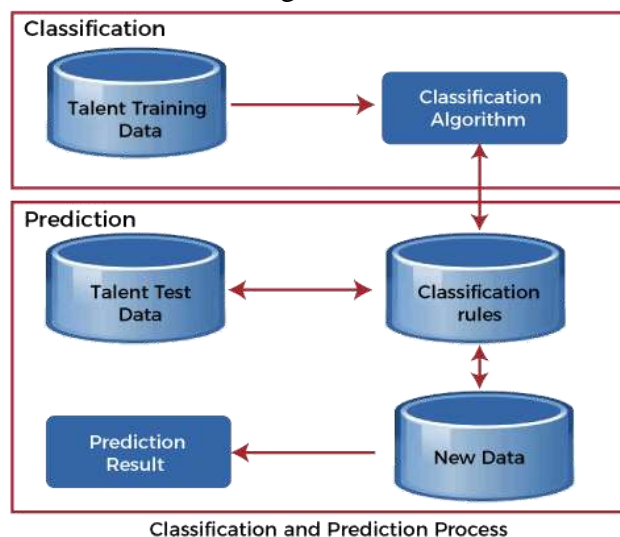 Classification
Talent Training
Data
Classification
Algorithm
Prediction
Talent Test
Data
Classification
rules
Prediction
Result
New Data
Classification and Prediction Process